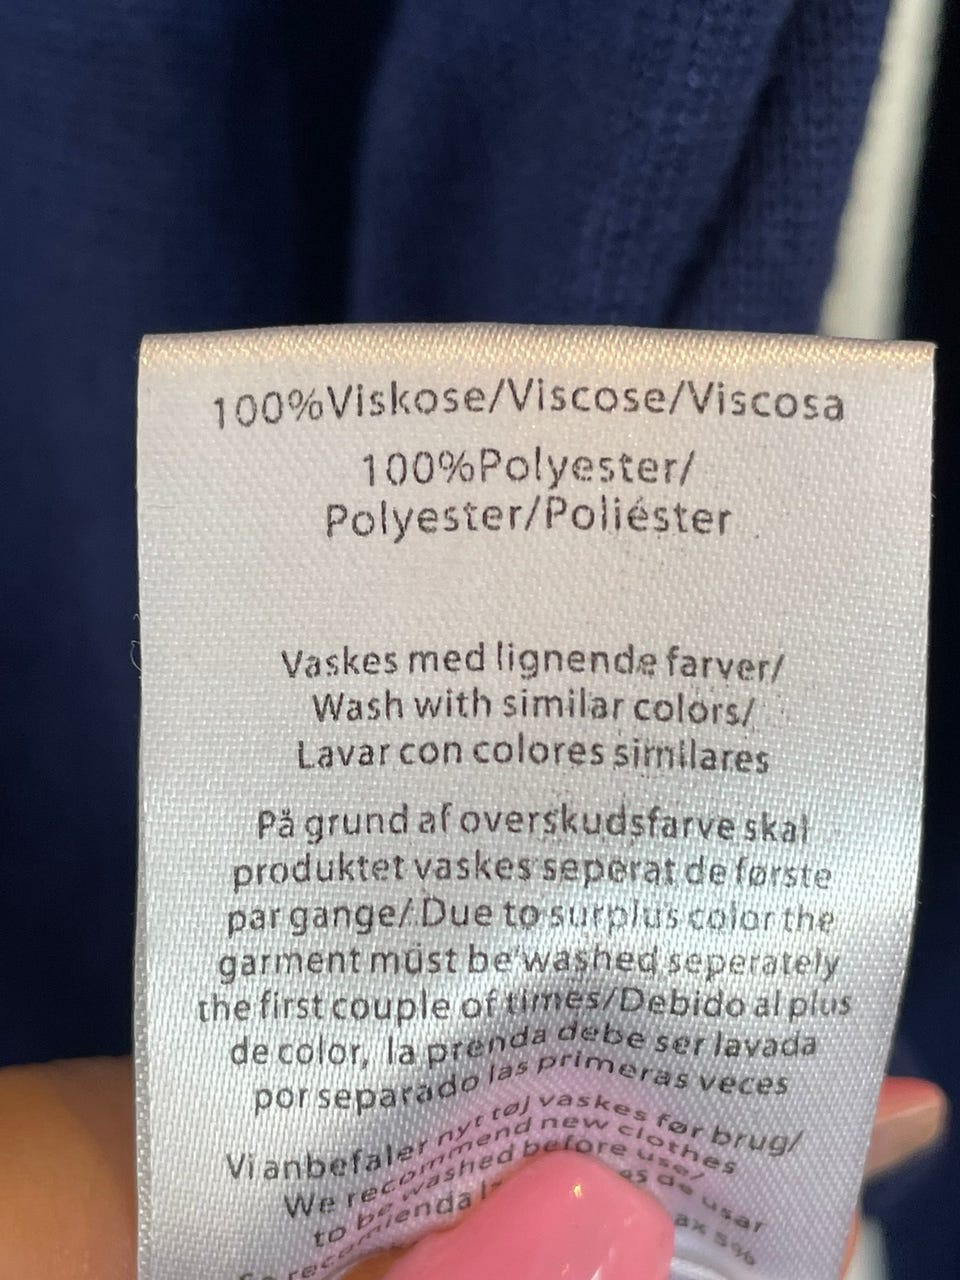 100%Viskose/Viscose/Viscosa
100%Polyester/
Polyester/Poliéster
Vaskes med lignende farver/
Wash with similar colors/
Lavar con colores similares
På grund af overskudsfarve skal
produktet vaskes seperat de første
par gange/Due to surplus color the
garment must be washed seperately
the first couple of times/Debido al plus
de color, la prenda debe ser lavada
por separado las primeras veces
Vi anbefaler nyt tøj vaskes før brug/
We recommend new clothes
to be washed before use/
de usar
5%